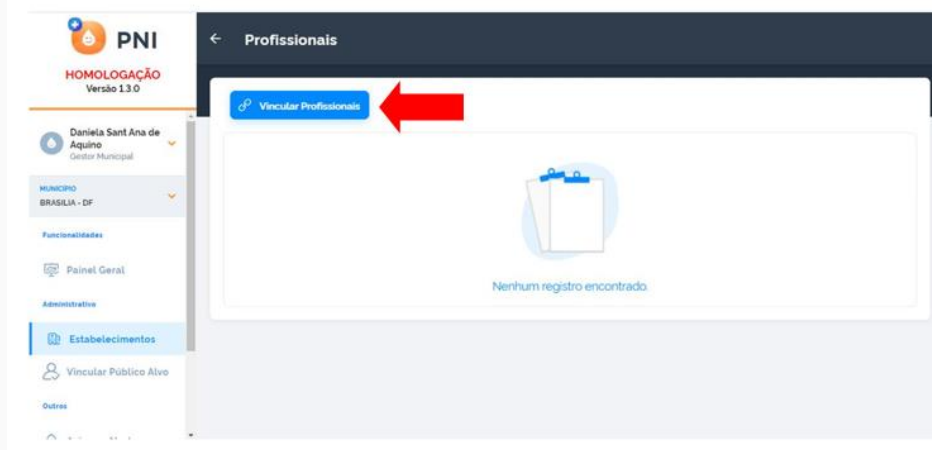 PNI
HOMOLOGAÇÃO
Versão 1.3.0
Daniela Sant Ana de
Aquino
Gestor Municipal
MUNICÍPIO
BRASILIA - DF
Funcionalidades
Painel Geral
Administrativo
Estabelecimentos
Vincular Público Alvo
Outros
Profissionais
Vincular Profissionais
Nenhum registro encontrado.